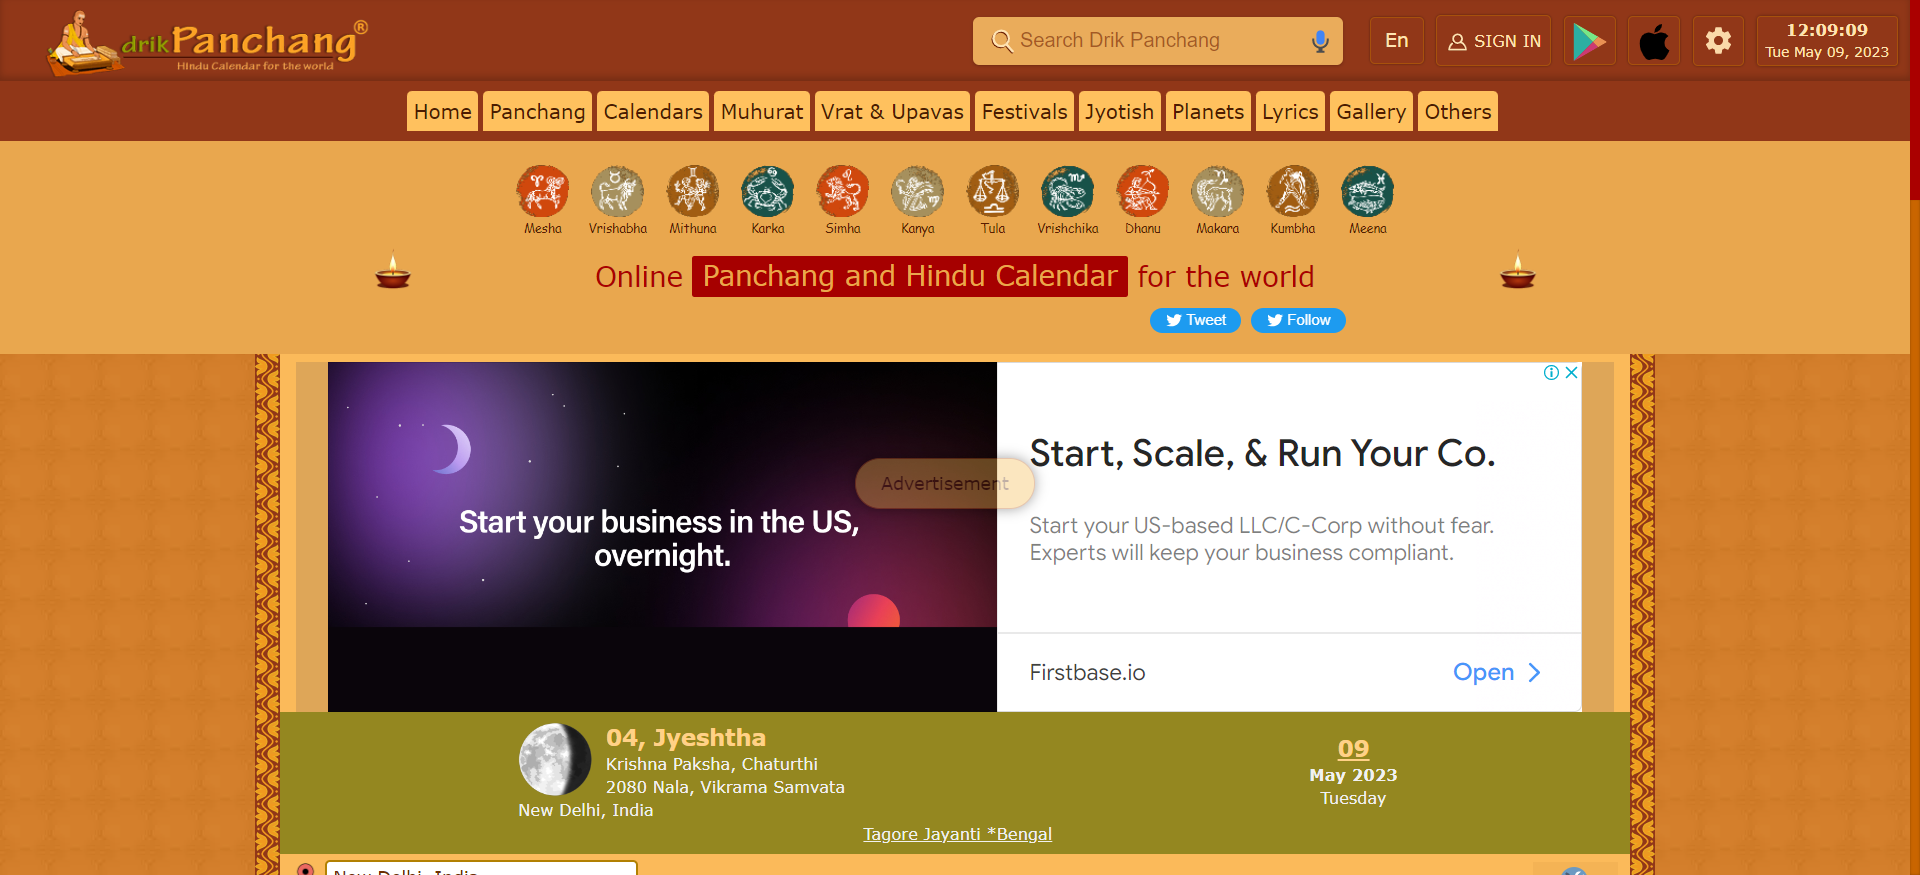 drikPanchang®
Hindu Calendar for the world
Search Drik Panchang
En
SIGN IN
12:09:09
Tue May 09, 2023
Home
Panchang
Calendars
Muhurat
Vrat & Upavas
Festivals
Jyotish
Planets
Lyrics
Gallery
Others
Mesha
Vrishabha
Mithuna
Karka
Simha
Kanya
Tula
Vrishchika
Dhanu
Makara
Kumbha
Meena
Online Panchang and Hindu Calendar for the world
Tweet
Follow
Start your business in the US,
overnight.
Advertisement
Start, Scale, & Run Your Co.
Start your US-based LLC/C-Corp without fear.
Experts will keep your business compliant.
Firstbase.io
Open
04, Jyeshtha
Krishna Paksha, Chaturthi
2080 Nala, Vikrama Samvata
New Delhi, India
09
May 2023
Tuesday
Tagore Jayanti *Bengal
New Delhi, India